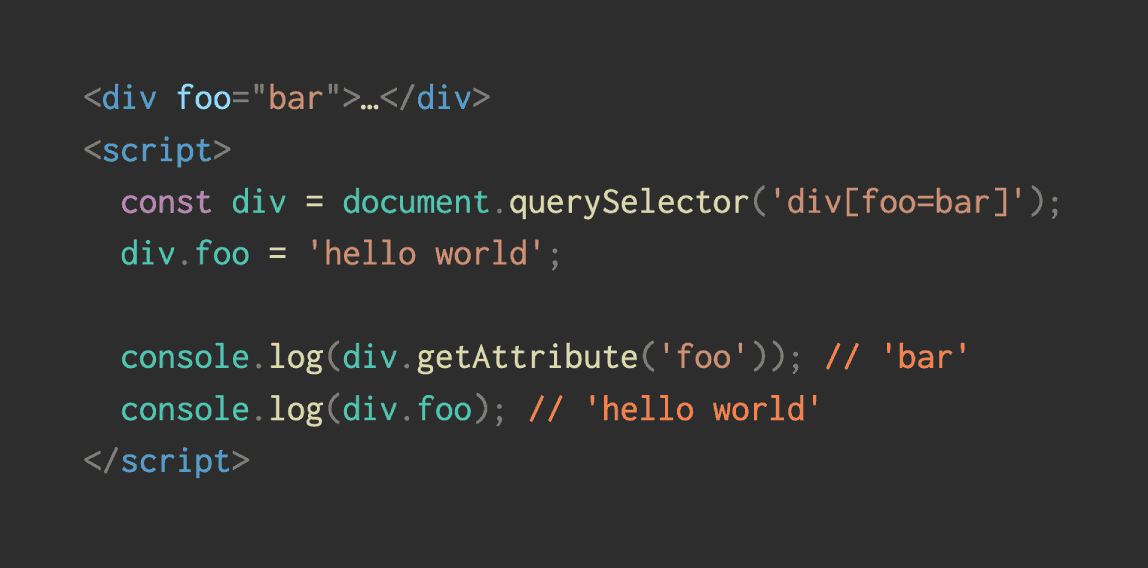 <div foo="bar">…</div>
<script>
  const div = document.querySelector('div[foo=bar]');
  div.foo = 'hello world';

  console.log(div.getAttribute('foo')); // 'bar'
  console.log(div.foo); // 'hello world'
</script>